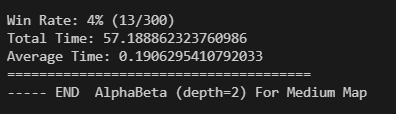 Win Rate: 4% (13/300)
Total Time: 57.188862323760986
Average Time: 0.1906295410792033
======================================
----- END  AlphaBeta (depth=2) For Medium Map